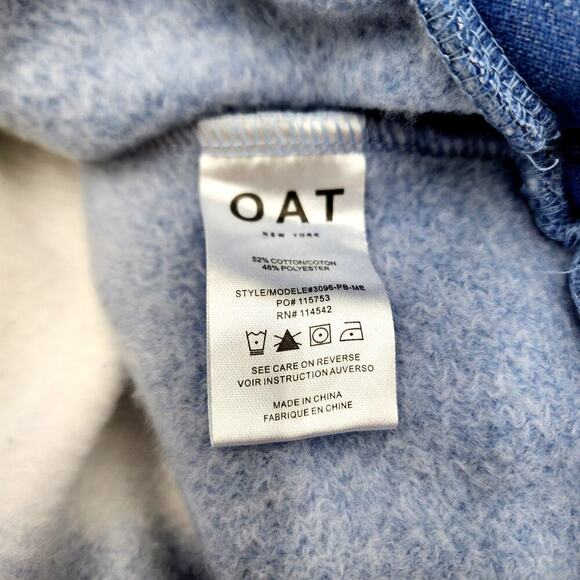 OAT
NEW YORK
52% COTTON/COTON
48% POLYESTER
STYLE/MODELE#3096-PB-ME
PO# 115753
RN# 114542
SEE CARE ON REVERSE
VOIR INSTRUCTION AUVERSO
MADE IN CHINA
FABRIQUE EN CHINE